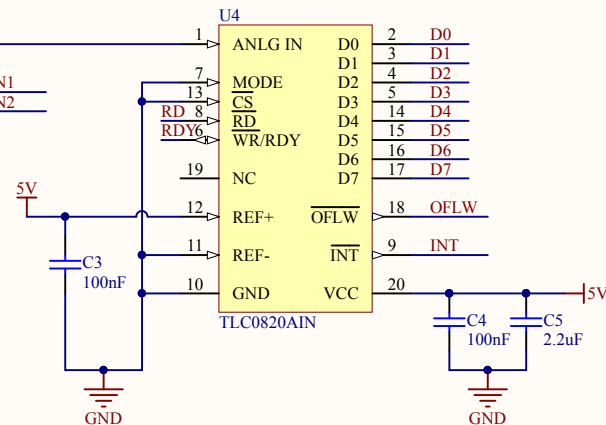 U4
1 ANLG IN D0 2 D0
D1 3 D1
N1 7 MODE D2 4 D2
N2 13 CS D3 5 D3
RD 8 RD D4 14 D4
RDY 6 WR/RDY D5 15 D5
D6 16 D6
19 NC D7 17 D7
5V
12 REF+ OFLW 18 OFLW
11 REF- INT 9 INT
C3
100nF
10 GND VCC 20 5V
TLC0820AIN
C4
100nF
C5
2.2uF
GND
GND